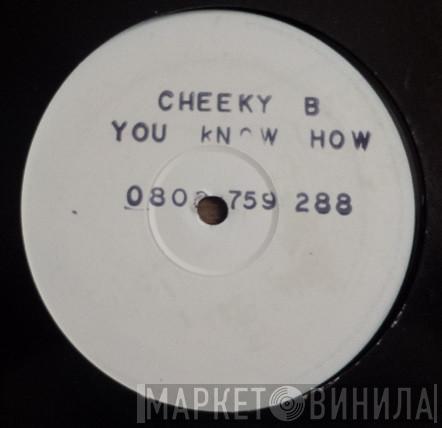 CHEEKY B
YOU KNOW HOW
0802 759 288
МАРКЕТ ВИНИЛА